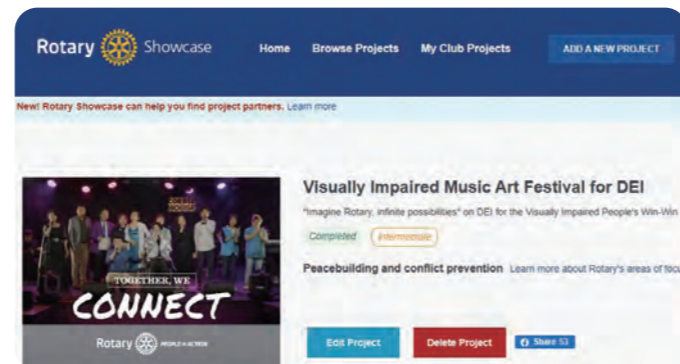 Rotary Showcase
Home Browse Projects My Club Projects ADD A NEW PROJECT
New! Rotary Showcase can help you find project partners. Learn more
Visually Impaired Music Art Festival for DEI
"Imagine Rotary, infinite possibilities" on DEI for the Visually Impaired People's Win-Win
Completed Intermediate
Peacebuilding and conflict prevention Learn more about Rotary's areas of focu
TOGETHER, WE
CONNECT
Rotary PEOPLE of ACTION
Edit Project Delete Project Share 53